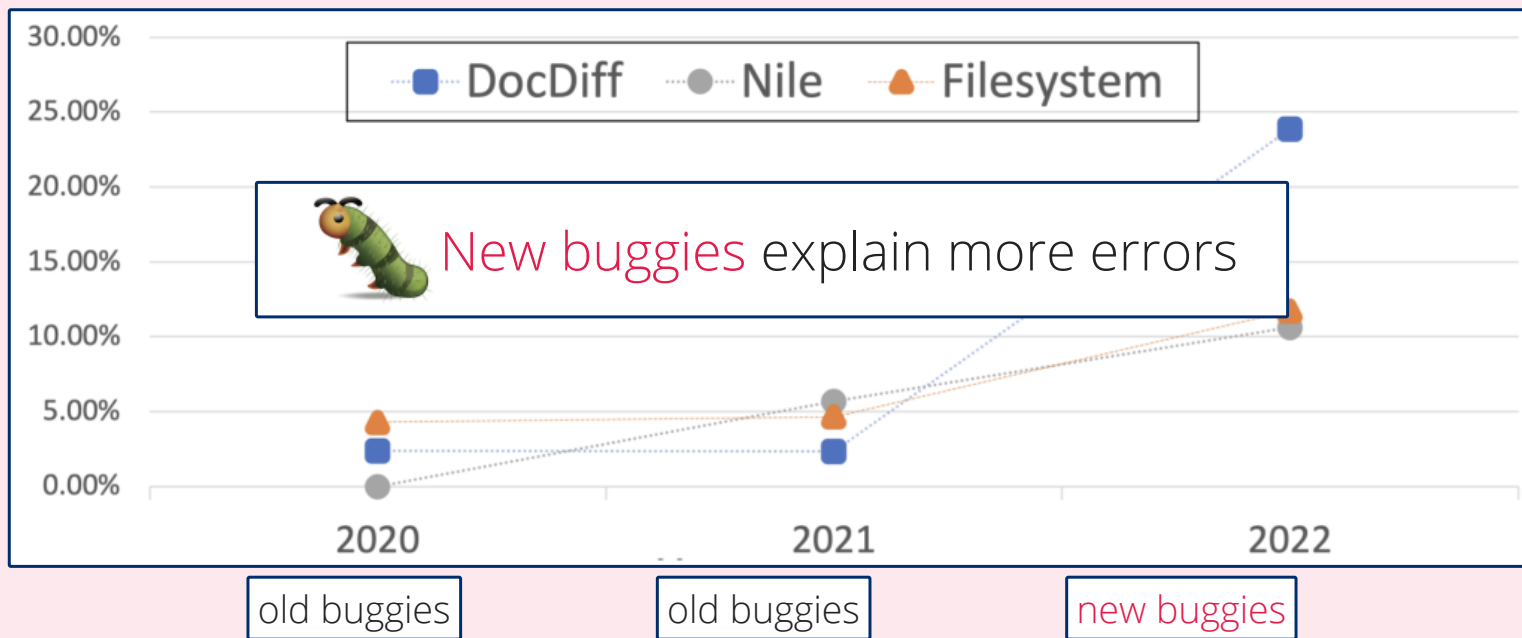 30.00%
DocDiff Nile Filesystem
25.00%
20.00%
New buggies explain more errors
15.00%
10.00%
5.00%
0.00%
2020 2021 2022
old buggies old buggies new buggies